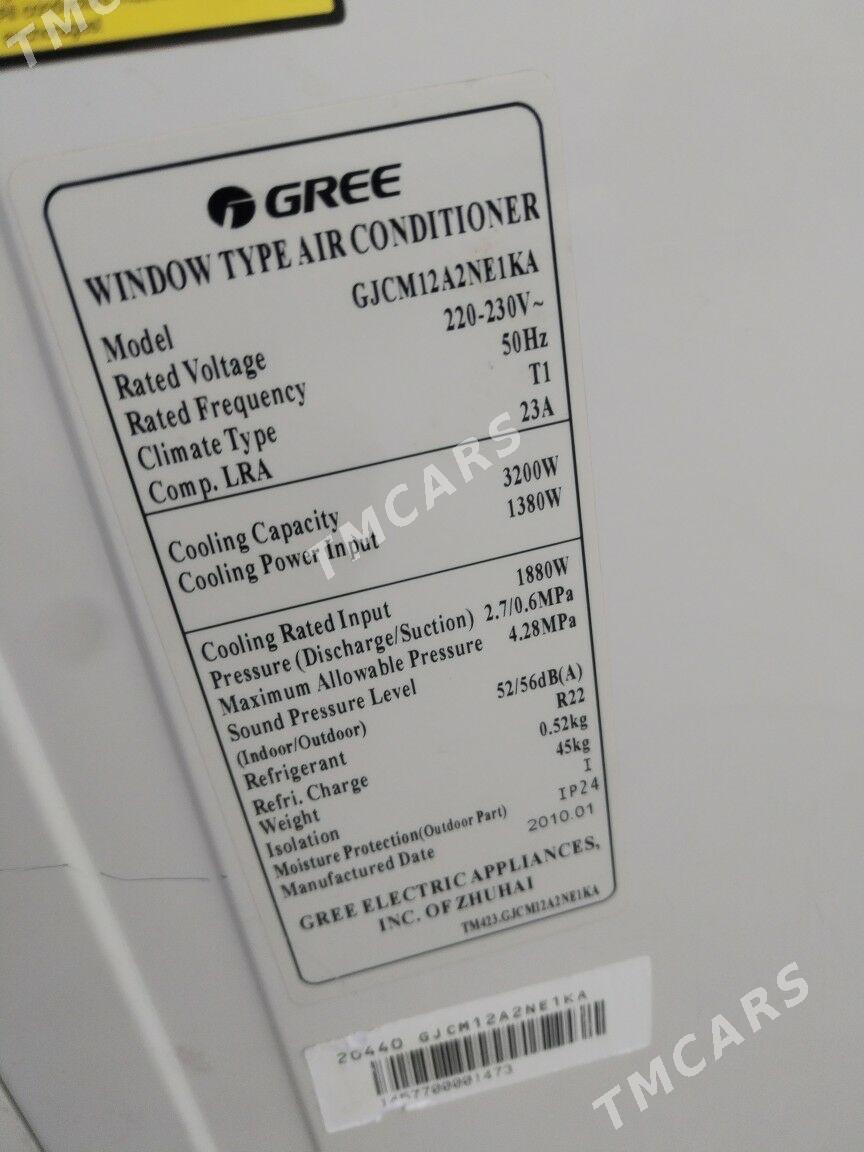 TMCARS
GREE
WINDOW TYPE AIR CONDITIONER
Model GJCM12A2NE1KA
Rated Voltage 220-230V~
Rated Frequency 50Hz
Climate Type T1
Comp. LRA 23A
Cooling Capacity 3200W
Cooling Power Input 1380W
TMCARS
Cooling Rated Input 1880W
Pressure (Discharge/Suction) 2.7/0.6MPa
Maximum Allowable Pressure 4.28MPa
Sound Pressure Level
(Indoor/Outdoor) 52/56dB(A)
Refrigerant R22
Refri. Charge 0.52kg
Weight 45kg
Isolation I
Moisture Protection(Outdoor Part) IP24
Manufactured Date 2010.01
GREE ELECTRIC APPLIANCES,
INC. OF ZHUHAI
TM423.GJCM12A2NE1KA
20440 GJCM12A2NE1KA
TMCARS